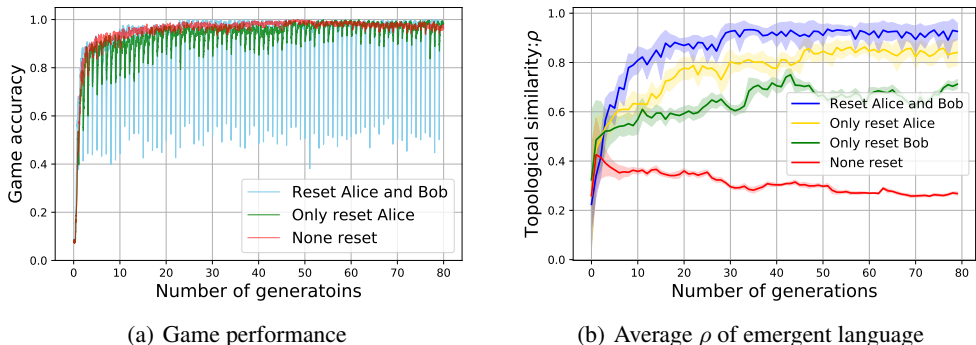 1.0
0.8
0.6
0.4
0.2
0.0
Game accuracy
0 10 20 30 40 50 60 70 80
Number of generatoins
Reset Alice and Bob
Only reset Alice
None reset
(a) Game performance
1.0
0.8
0.6
0.4
0.2
0.0
Topological similarity:ρ
0 10 20 30 40 50 60 70 80
Number of generations
Reset Alice and Bob
Only reset Alice
Only reset Bob
None reset
(b) Average ρ of emergent language